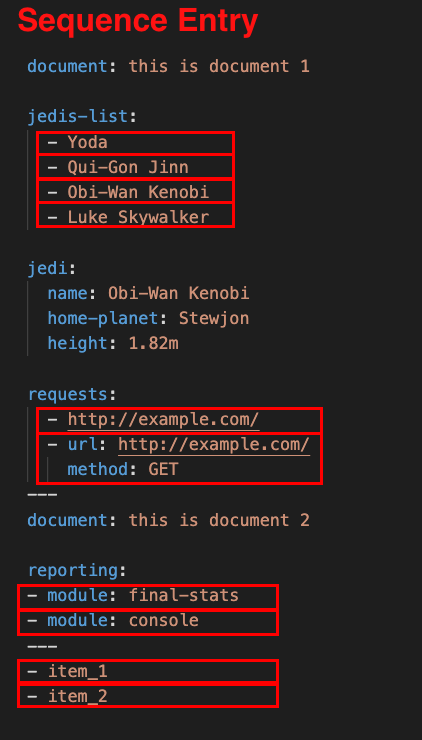 Sequence Entry
document: this is document 1
jedis-list:
- Yoda
- Qui-Gon Jinn
- Obi-Wan Kenobi
- Luke Skywalker
jedi:
name: Obi-Wan Kenobi
home-planet: Stewjon
height: 1.82m
requests:
- http://example.com/
- url: http://example.com/
method: GET
---
document: this is document 2
reporting:
- module: final-stats
- module: console
---
- item_1
- item_2